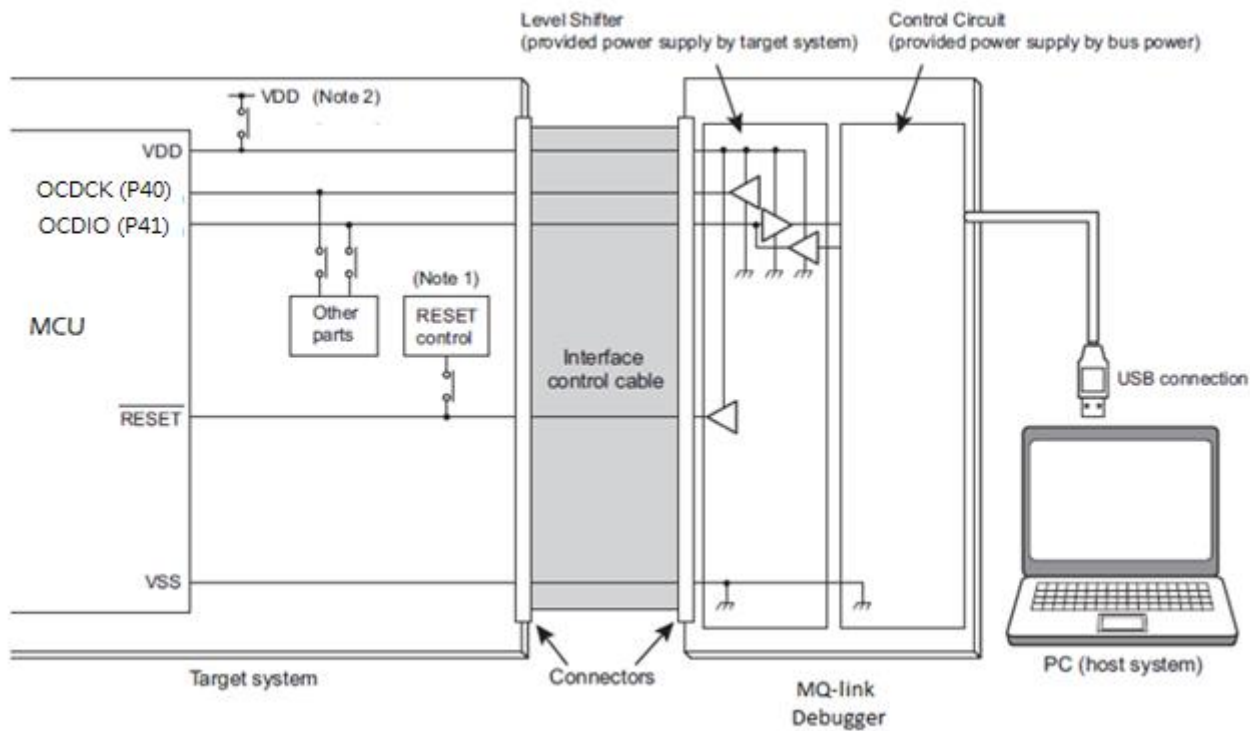 Level Shifter
(provided power supply by target system)
Control Circuit
(provided power supply by bus power)
VDD (Note 2)
VDD
OCDCK (P40)
OCDIO (P41)
MCU
Other
parts
(Note 1)
RESET
control
Interface
control cable
RESET
VSS
USB connection
Target system
Connectors
MQ-link
Debugger
PC (host system)